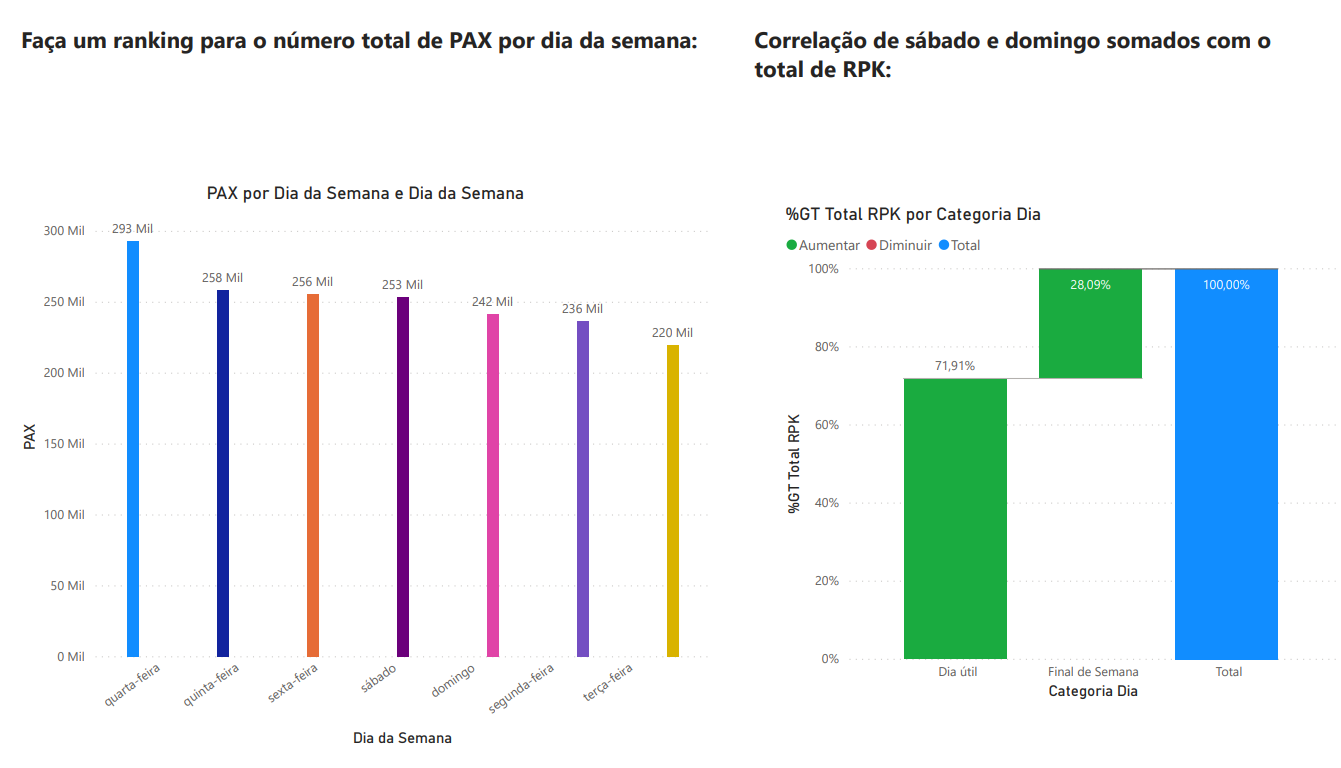 Faça um ranking para o número total de PAX por dia da semana:
PAX por Dia da Semana e Dia da Semana
300 Mil
250 Mil
200 Mil
150 Mil
100 Mil
50 Mil
0 Mil
PAX
293 Mil
258 Mil
256 Mil
253 Mil
242 Mil
236 Mil
220 Mil
quarta-feira
quinta-feira
sexta-feira
sábado
domingo
segunda-feira
terça-feira
Dia da Semana
Correlação de sábado e domingo somados com o
total de RPK:
%GT Total RPK por Categoria Dia
Aumentar Diminuir Total
100%
80%
60%
40%
20%
0%
%GT Total RPK
71,91%
28,09%
100,00%
Dia útil
Final de Semana
Total
Categoria Dia